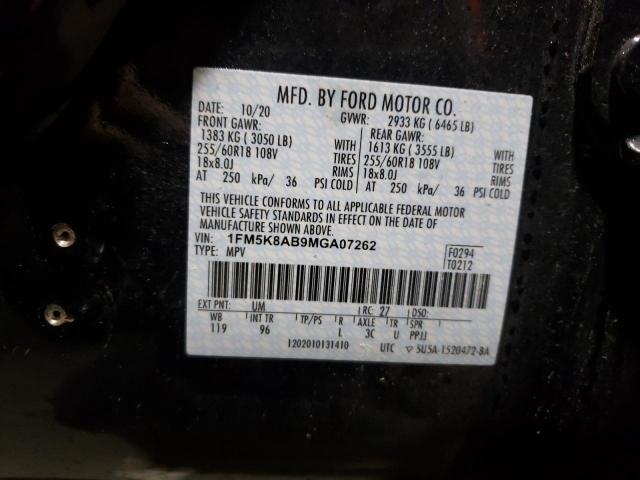 MFD. BY FORD MOTOR CO.
DATE: 10/20 GVWR: 2933 KG ( 6465 LB)
FRONT GAWR: REAR GAWR:
1383 KG ( 3050 LB) WITH 1613 KG ( 3555 LB) WITH
255/60R18 108V TIRES 255/60R18 108V TIRES
18x8.0J RIMS 18x8.0J RIMS
AT 250 kPa/ 36 PSI COLD AT 250 kPa/ 36 PSI COLD
THIS VEHICLE CONFORMS TO ALL APPLICABLE FEDERAL MOTOR
VEHICLE SAFETY STANDARDS IN EFFECT ON THE DATE OF
MANUFACTURE SHOWN ABOVE.
VIN: 1FM5K8AB9MGA07262 F0294
TYPE: MPV T0212
EXT PNT: UM RC: 27 DSO:
WB INT TR TP/PS R AXLE TR SPR
119 96 L 3C U PPJJ
1202010131410 UTC ▽ 5U5A-1520472-BA